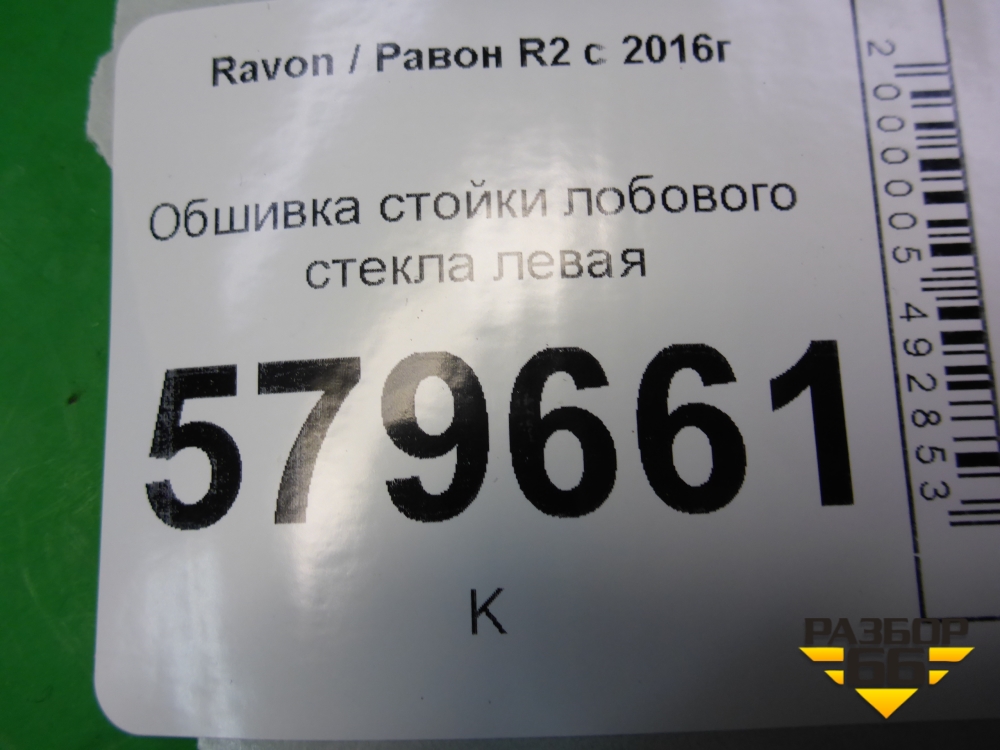 Ravon / Равон R2 с 2016г
Обшивка стойки лобового
стекла левая
579661
К
2000005492853
РАЗБОР
66